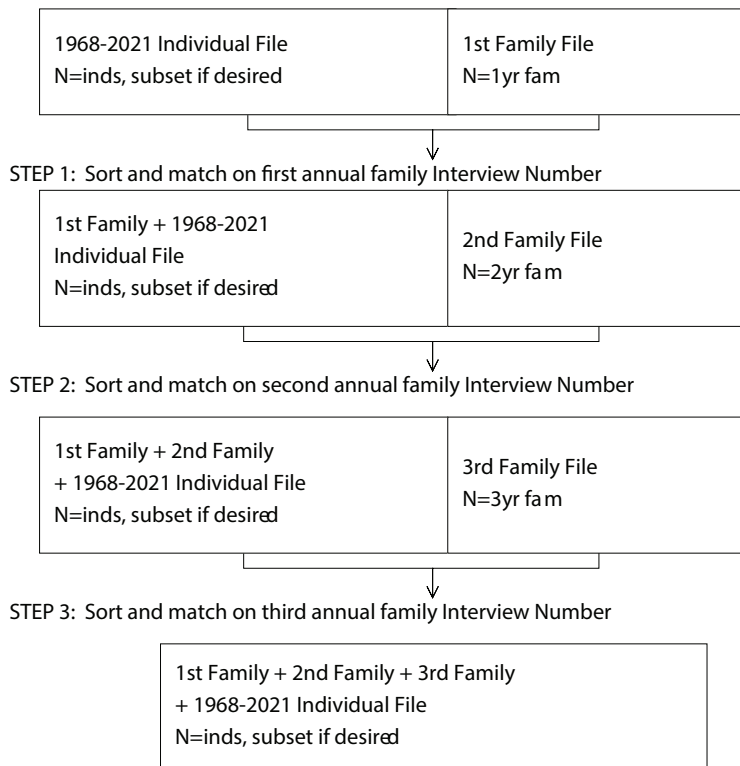 1968-2021 Individual File
N=inds, subset if desired
1st Family File
N=1yr fam
STEP 1: Sort and match on first annual family Interview Number
1st Family + 1968-2021
Individual File
N=inds, subset if desired
2nd Family File
N=2yr fam
STEP 2: Sort and match on second annual family Interview Number
1st Family + 2nd Family
+ 1968-2021 Individual File
N=inds, subset if desired
3rd Family File
N=3yr fam
STEP 3: Sort and match on third annual family Interview Number
1st Family + 2nd Family + 3rd Family
+ 1968-2021 Individual File
N=inds, subset if desired